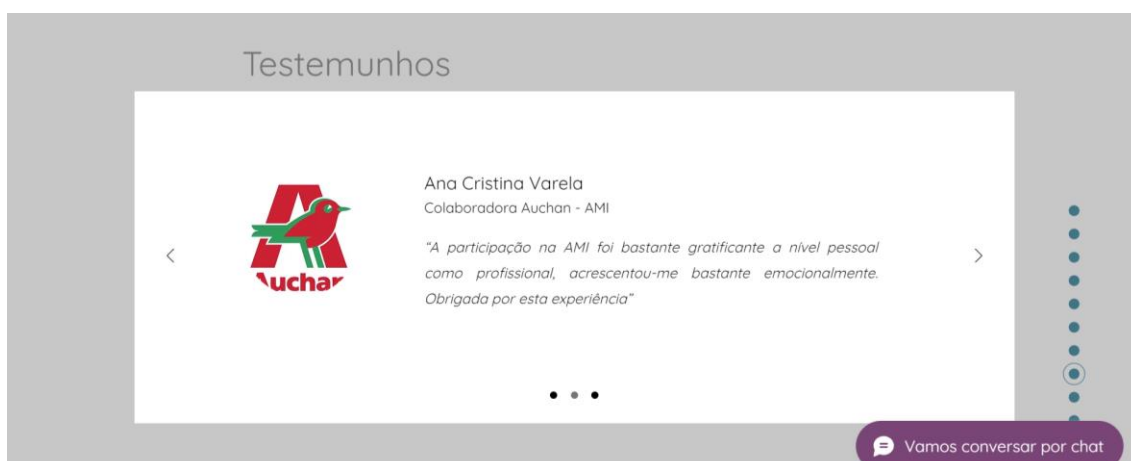 Testemunhos
Ana Cristina Varela
Colaboradora Auchan - AMI
“A participação na AMI foi bastante gratificante a nível pessoal
como profissional, acrescentou-me bastante emocionalmente.
Obrigada por esta experiência”
Auchan
Vamos conversar por chat